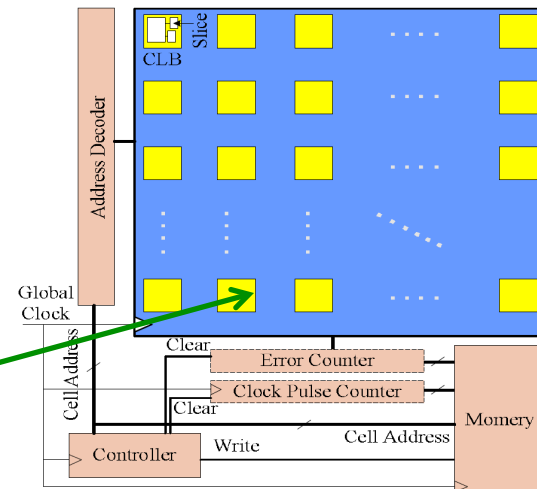 Slice
CLB
Address Decoder
Global
Clock
Cell Address
Clear
Error Counter
Clock Pulse Counter
Clear
Momery
Cell Address
Controller
Write